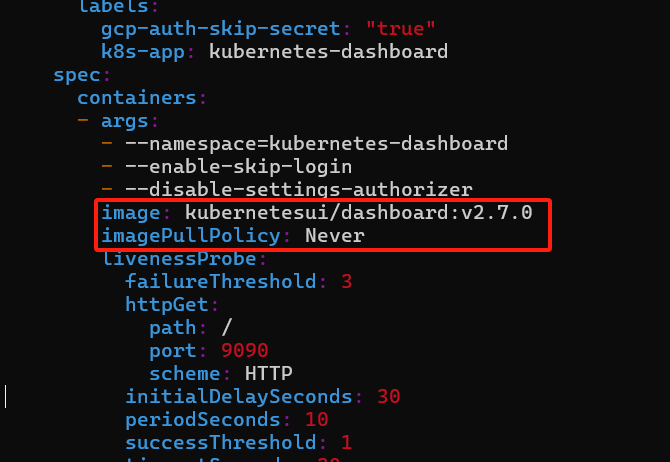 labels:
gcp-auth-skip-secret: "true"
k8s-app: kubernetes-dashboard
spec:
containers:
- args:
- --namespace=kubernetes-dashboard
- --enable-skip-login
- --disable-settings-authorizer
image: kubernetesui/dashboard:v2.7.0
imagePullPolicy: Never
livenessProbe:
failureThreshold: 3
httpGet:
path: /
port: 9090
scheme: HTTP
initialDelaySeconds: 30
periodSeconds: 10
successThreshold: 1